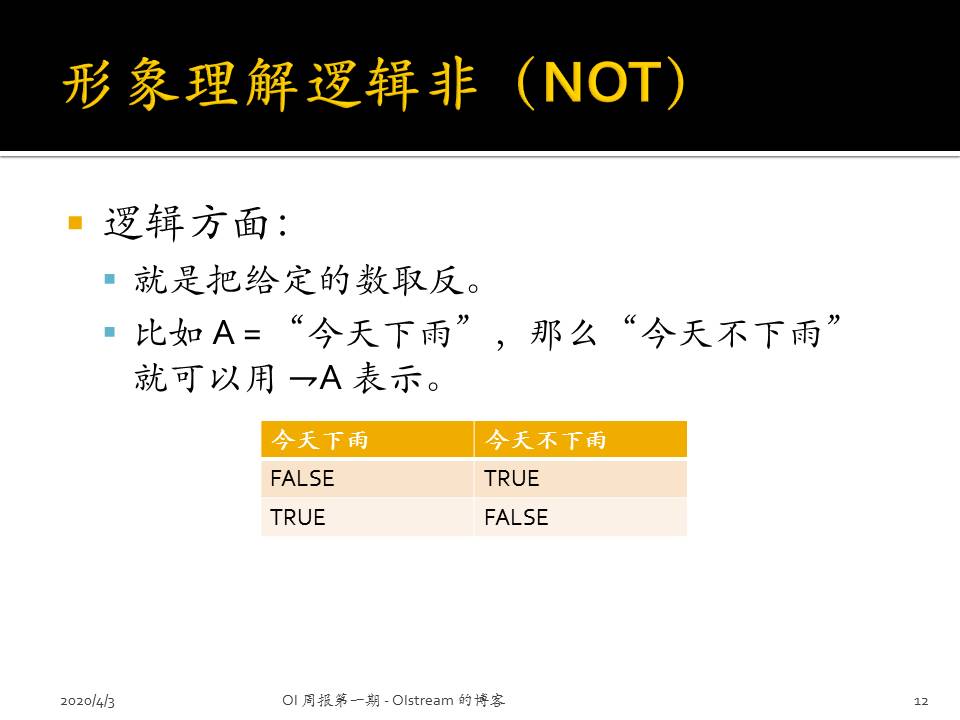 形象理解逻辑非（NOT）
逻辑方面：
就是把给定的数取反。
比如 A = “今天下雨”，那么“今天不下雨”
就可以用 ¬A 表示。
今天下雨 今天不下雨
FALSE TRUE
TRUE FALSE
2020/4/3 OI 周报第一期 - OIstream 的博客 12